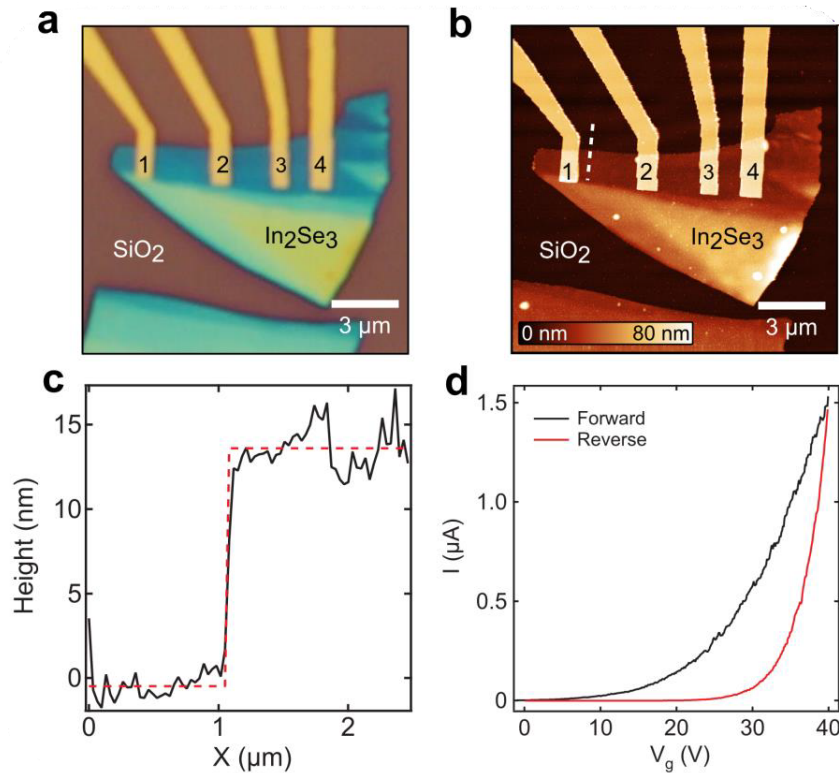 a
1 2 3 4
SiO₂
In₂Se₃
3 μm
b
1 2 3 4
SiO₂
In₂Se₃
0 nm 80 nm
3 μm
c
Height (nm)
15
10
5
0
0 1 2
X (μm)
d
I (μA)
1.5
1.0
0.5
0
Forward
Reverse
0 10 20 30 40
V_g (V)